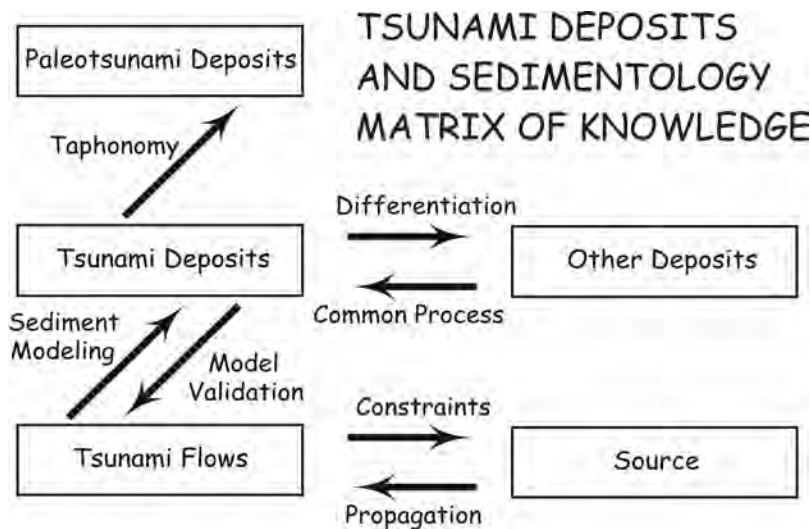 TSUNAMI DEPOSITS
AND SEDIMENTOLOGY
MATRIX OF KNOWLEDGE
Paleotsunami Deposits
Taphonomy
Tsunami Deposits
Differentiation
Common Process
Other Deposits
Sediment
Modeling
Model
Validation
Tsunami Flows
Constraints
Propagation
Source